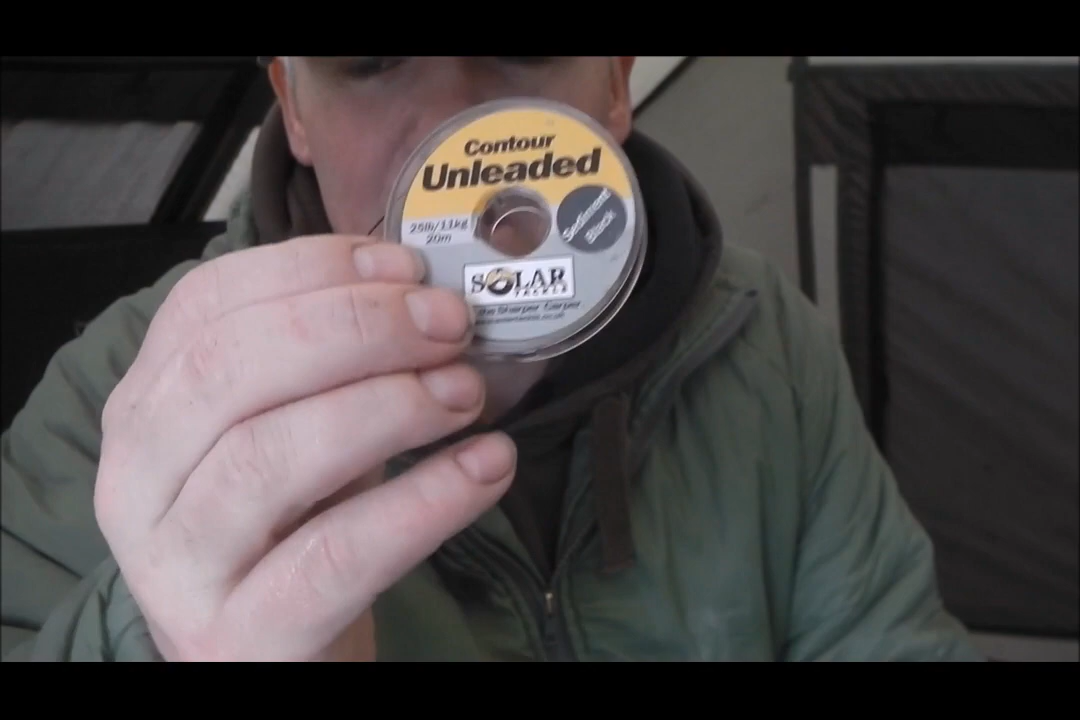 Contour
Unleaded
25lb/11kg
20m
Sediment
Black
SOLAR
TACKLE
the Sharper Carper